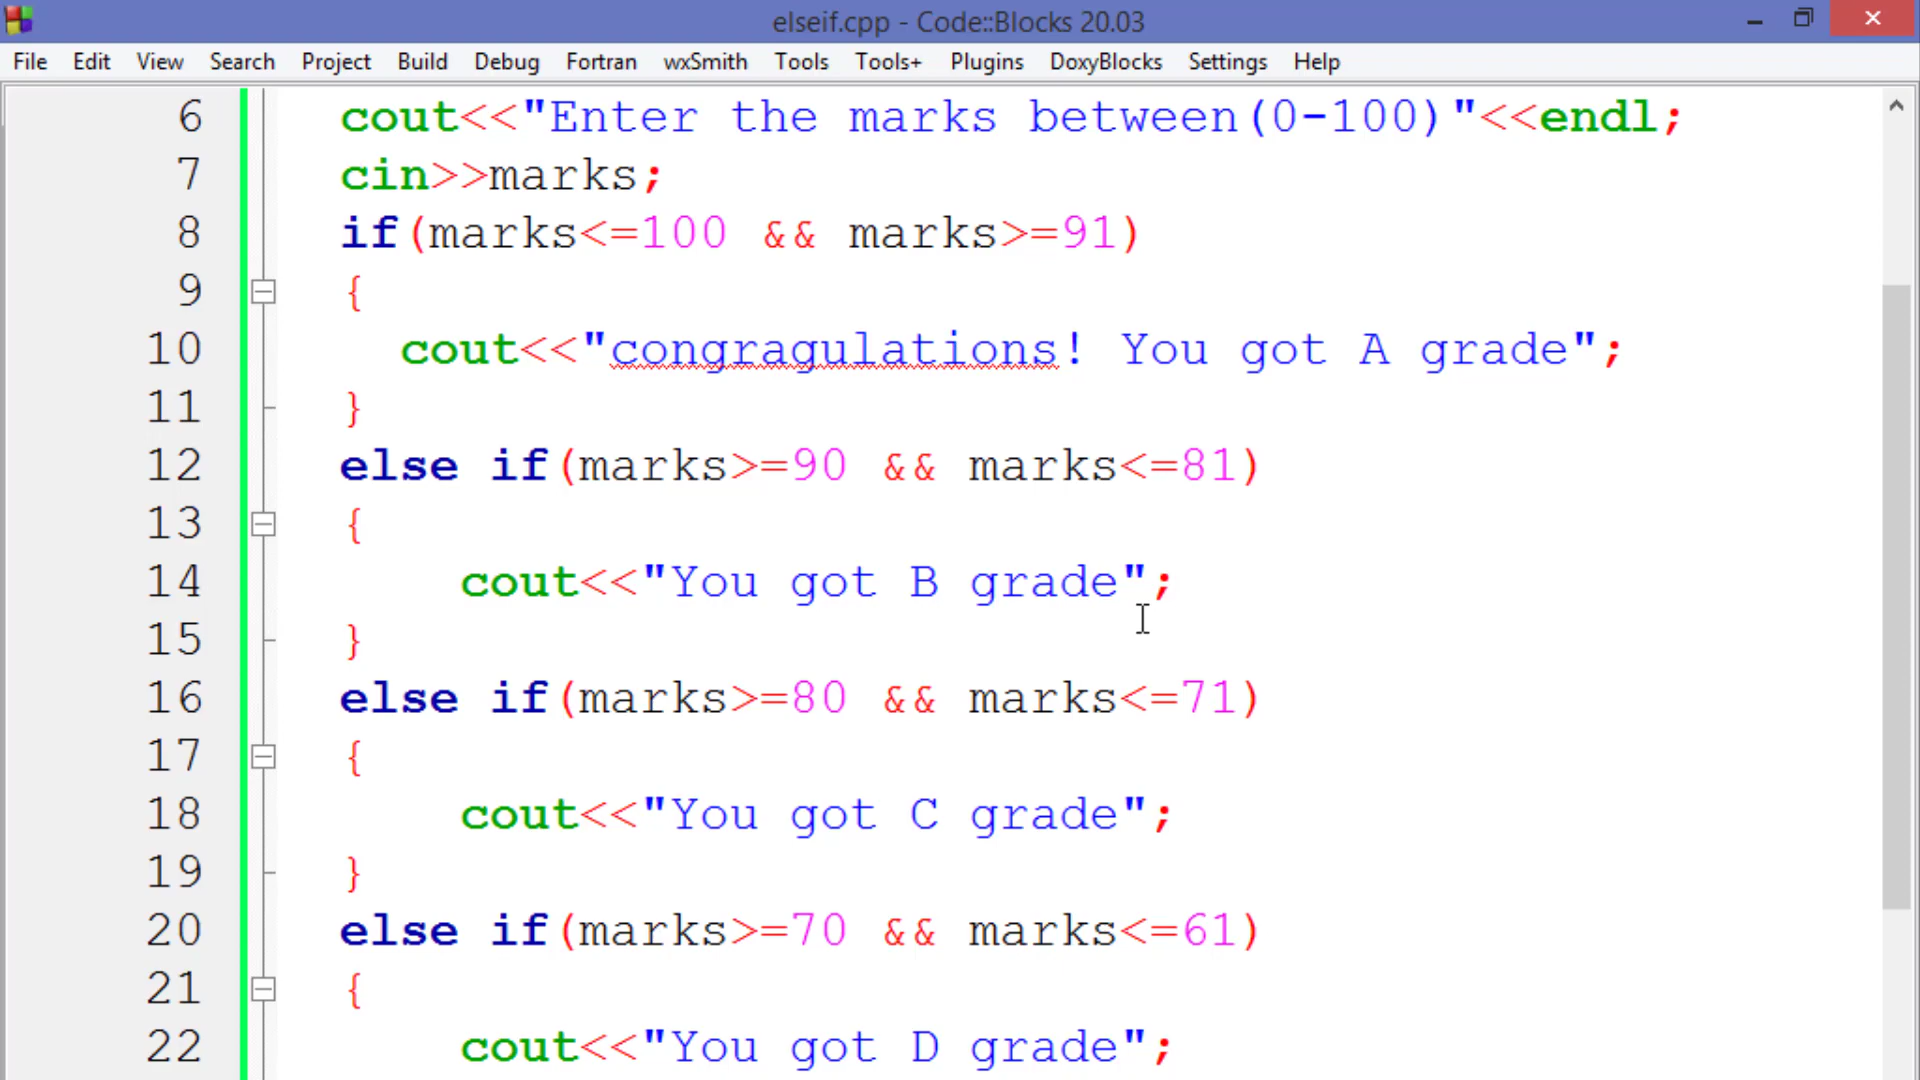 elseif.cpp - Code::Blocks 20.03
File Edit View Search Project Build Debug Fortran wxSmith Tools Tools+ Plugins DoxyBlocks Settings Help
6 cout<<"Enter the marks between(0-100)"<<endl;
7 cin>>marks;
8 if(marks<=100 && marks>=91)
9 {
10 cout<<"congragulations! You got A grade";
11 }
12 else if(marks>=90 && marks<=81)
13 {
14 cout<<"You got B grade";
15 }
16 else if(marks>=80 && marks<=71)
17 {
18 cout<<"You got C grade";
19 }
20 else if(marks>=70 && marks<=61)
21 {
22 cout<<"You got D grade";